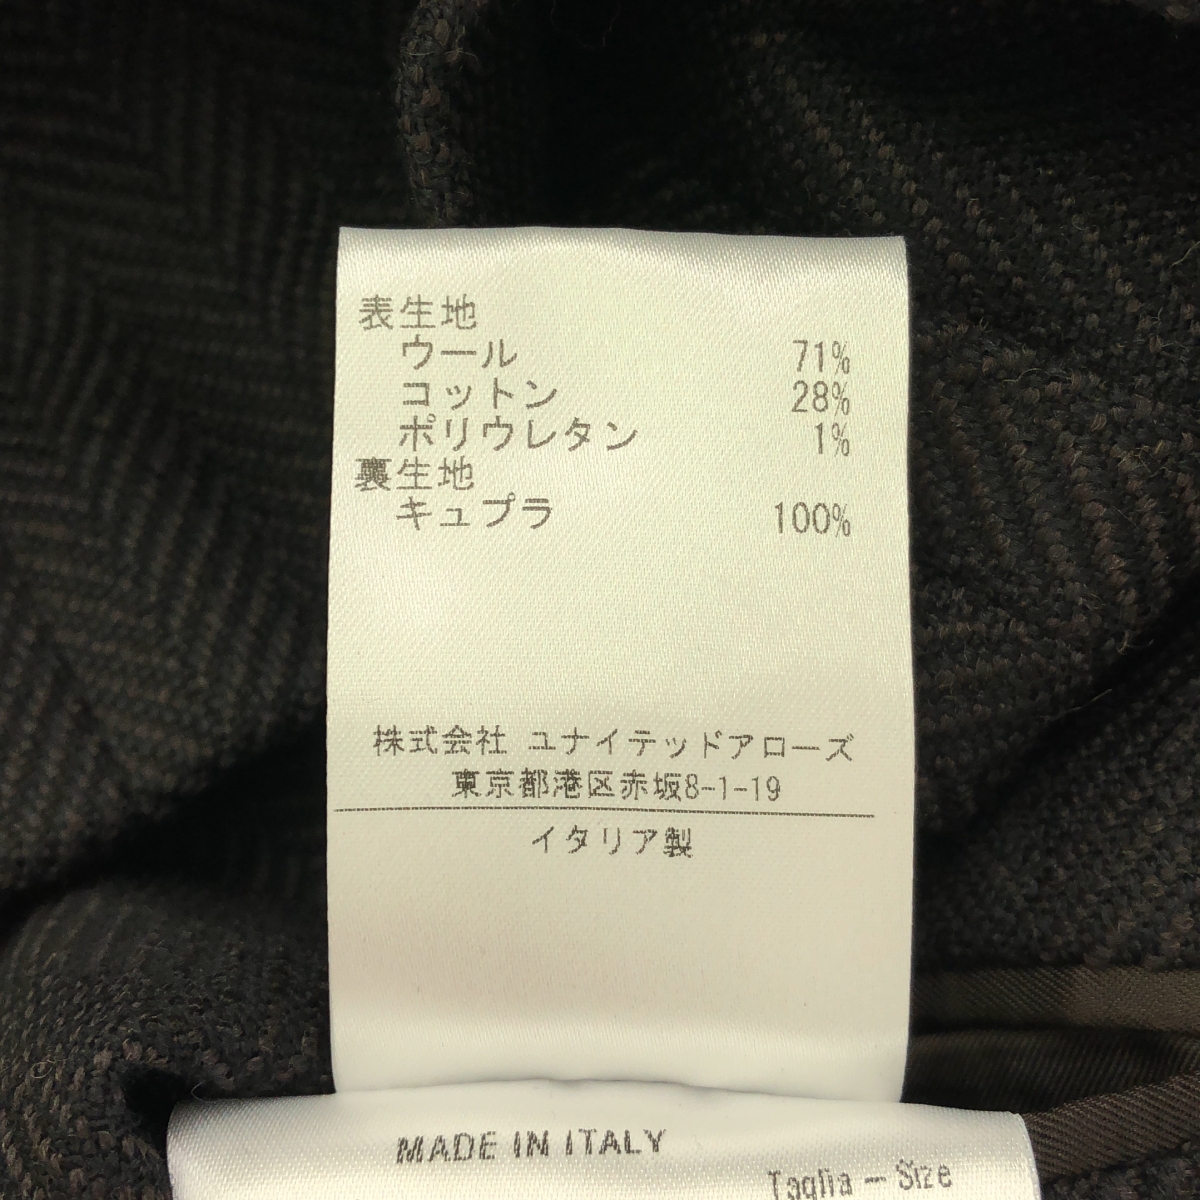 表生地
ウール 71%
コットン 28%
ポリウレタン 1%
裏生地
キュプラ 100%
株式会社 ユナイテッドアローズ
東京都港区赤坂8-1-19
イタリア製
MADE IN ITALY
Taglia — Size